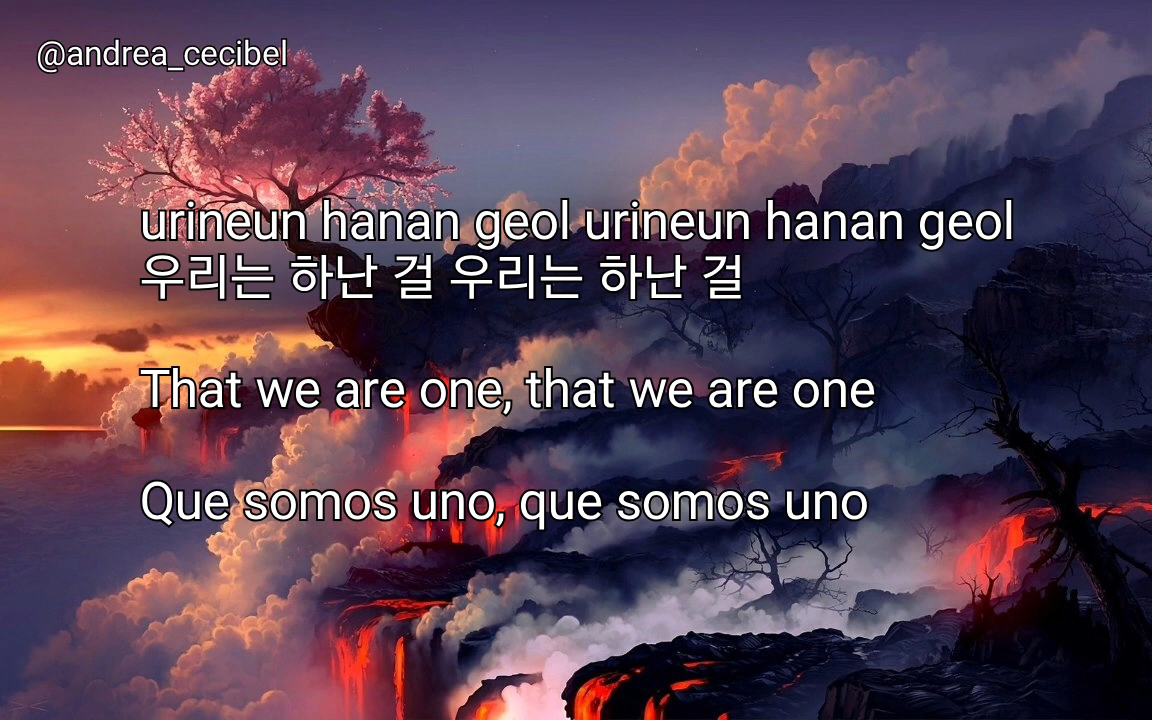 @andrea_cecibel
urineun hanan geol urineun hanan geol
우리는 하난 걸 우리는 하난 걸
That we are one, that we are one
Que somos uno, que somos uno